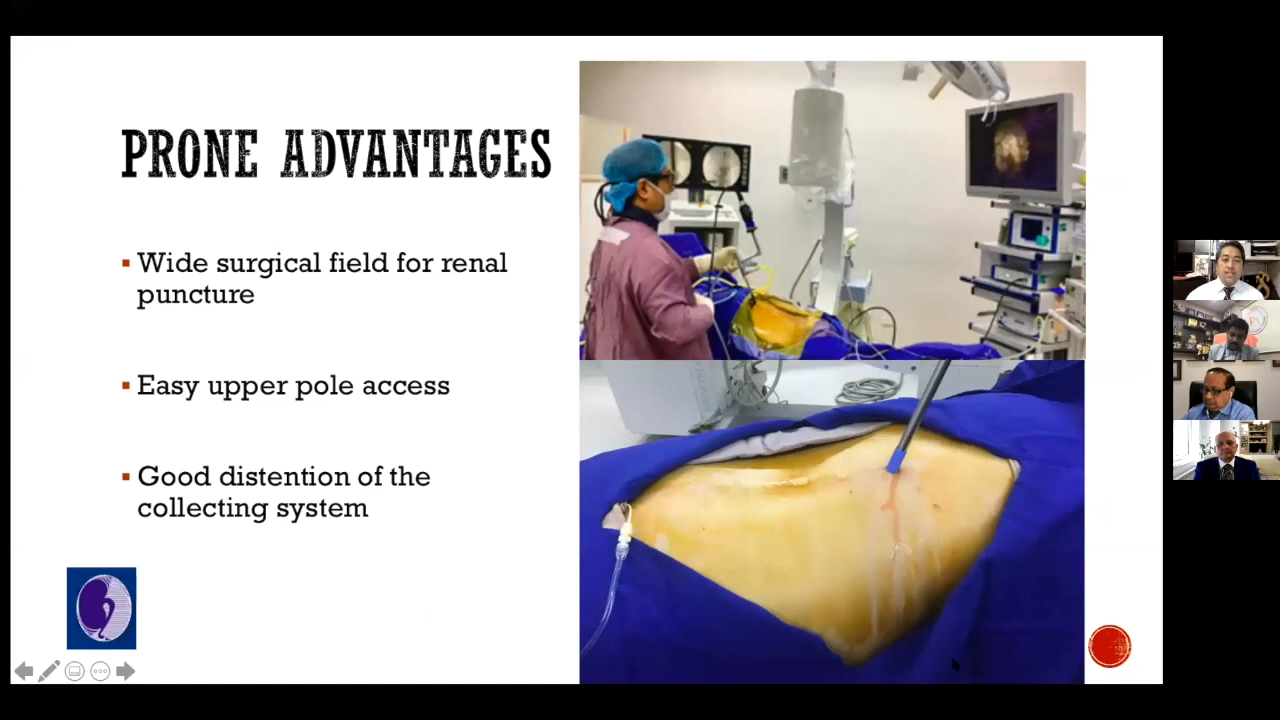 PRONE ADVANTAGES
▪ Wide surgical field for renal
puncture
▪ Easy upper pole access
▪ Good distention of the
collecting system